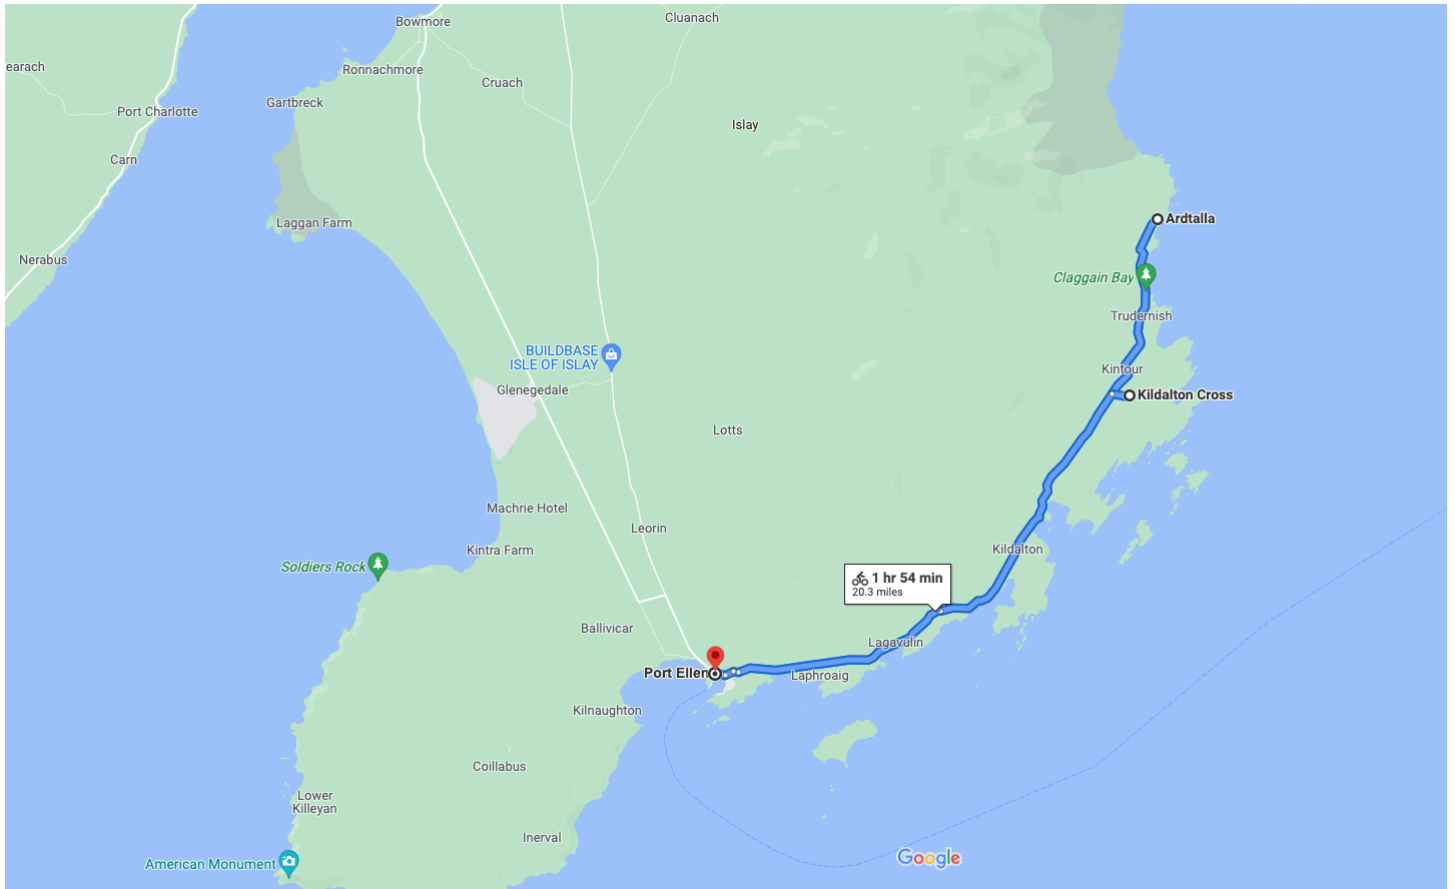 Bowmore
Cluanach
earach
Ronnachmore
Cruach
Gartbreck
Port Charlotte
Islay
Carn
Ardtalla
Laggan Farm
Nerabus
Claggain Bay
Trudernish
BUILDBASE
ISLE OF ISLAY
Kintour
Glenegedale
Kildalton Cross
Lotts
Machrie Hotel
Leorin
Kintra Farm
Kildalton
Soldiers Rock
1 hr 54 min
20.3 miles
Ballivicar
Lagavulin
Port Ellen
Laphroaig
Kilnaughton
Coillabus
Lower
Killeyan
Inerval
American Monument
Google